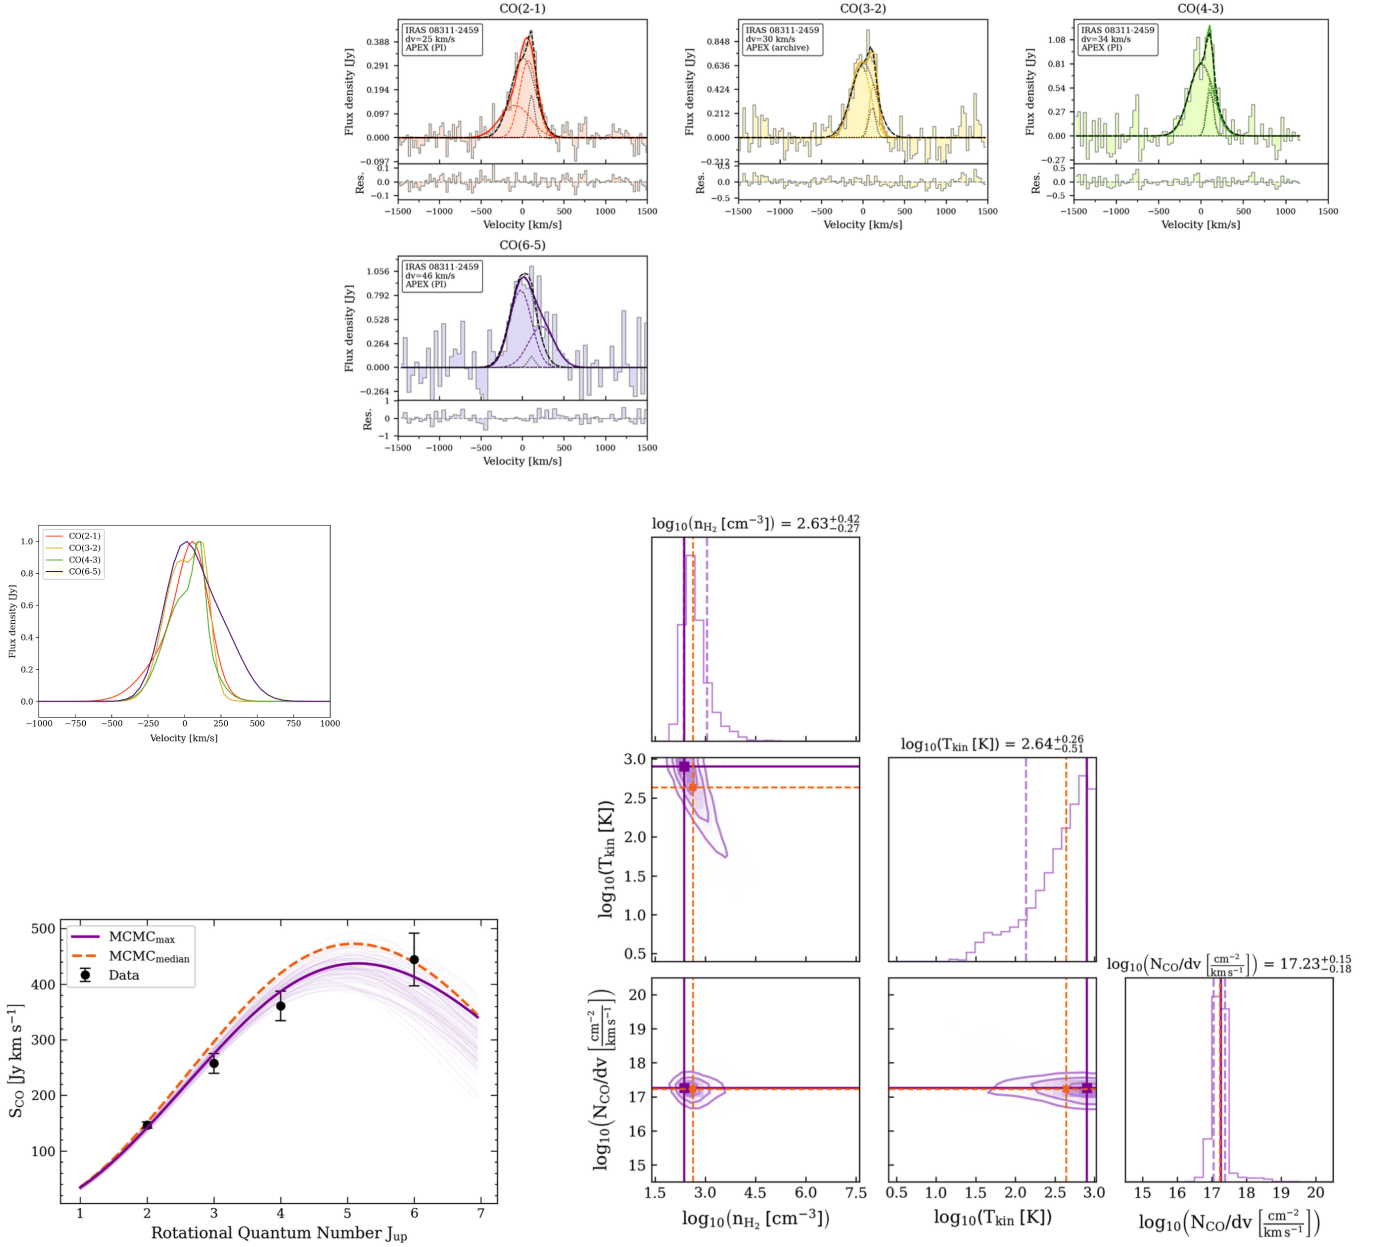 CO(2-1)
CO(3-2)
CO(4-3)
IRAS 08311-2459
dv=25 km/s
APEX (PI)
Flux density [Jy]
0.388
0.291
0.194
0.097
0.000
−0.097
Res.
0.1
0.0
−0.1
−1500 −1000 −500 0 500 1000 1500
Velocity [km/s]
IRAS 08311-2459
dv=30 km/s
APEX (archive)
Flux density [Jy]
0.848
0.636
0.424
0.212
0.000
−0.212
Res.
0.5
0.0
−0.5
−1500 −1000 −500 0 500 1000 1500
Velocity [km/s]
IRAS 08311-2459
dv=34 km/s
APEX (PI)
Flux density [Jy]
1.08
0.81
0.54
0.27
0.00
−0.27
Res.
0.5
0.0
−0.5
−1500 −1000 −500 0 500 1000 1500
Velocity [km/s]
CO(6-5)
IRAS 08311-2459
dv=46 km/s
APEX (PI)
Flux density [Jy]
1.056
0.792
0.528
0.264
0.000
−0.264
Res.
1
0
−1
−1500 −1000 −500 0 500 1000 1500
Velocity [km/s]
CO(2-1)
CO(3-2)
CO(4-3)
CO(6-5)
Flux density [Jy]
1.0
0.8
0.6
0.4
0.2
0.0
−1000 −750 −500 −250 0 250 500 750 1000
Velocity [km/s]
log₁₀(n_H₂ [cm⁻³]) = 2.63 +0.42 −0.27
log₁₀(T_kin [K]) = 2.64 +0.26 −0.51
log₁₀(T_kin [K])
3.0
2.5
2.0
1.5
1.0
0.5
log₁₀(N_CO/dv [cm⁻²/km s⁻¹]) = 17.23 +0.15 −0.18
log₁₀(N_CO/dv [cm⁻²/km s⁻¹])
20
19
18
17
16
15
1.5 3.0 4.5 6.0 7.5
log₁₀(n_H₂ [cm⁻³])
0.5 1.0 1.5 2.0 2.5 3.0
log₁₀(T_kin [K])
15 16 17 18 19 20
log₁₀(N_CO/dv [cm⁻²/km s⁻¹])
MCMC_max
MCMC_median
Data
S_CO [Jy km s⁻¹]
500
400
300
200
100
1 2 3 4 5 6 7
Rotational Quantum Number J_up